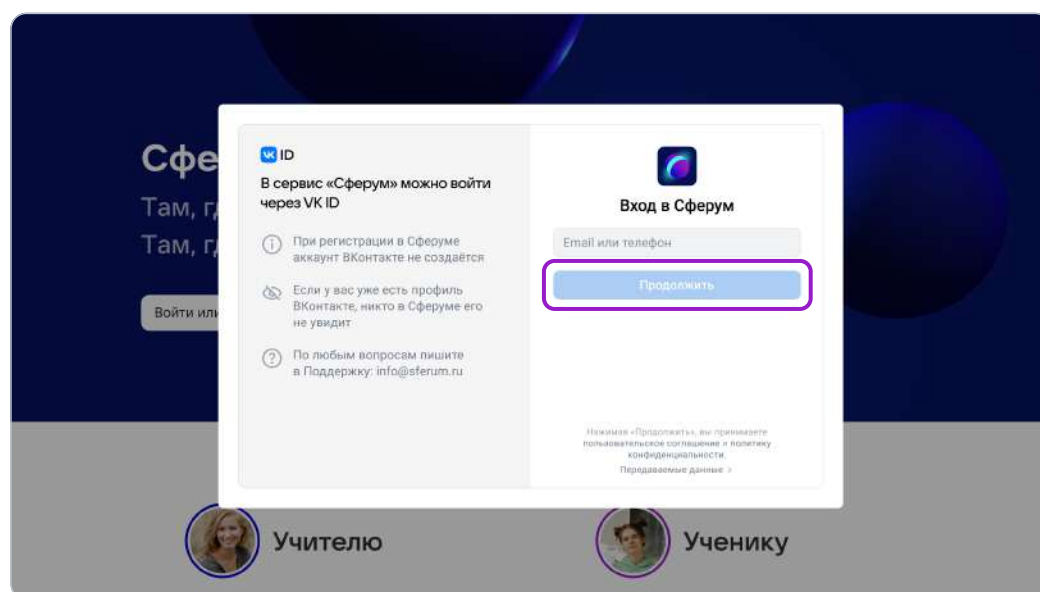 Сфе
Там, г
Там, г
Войти или
VK ID
В сервис «Сферум» можно войти
через VK ID
При регистрации в Сферуме
аккаунт ВКонтакте не создаётся
Если у вас уже есть профиль
ВКонтакте, никто в Сферуме его
не увидит
По любым вопросам пишите
в Поддержку: info@sferum.ru
Вход в Сферум
Email или телефон
Продолжить
Нажимая «Продолжить», вы принимаете
пользовательское соглашение и политику
конфиденциальности.
Передаваемые данные >
Учителю
Ученику